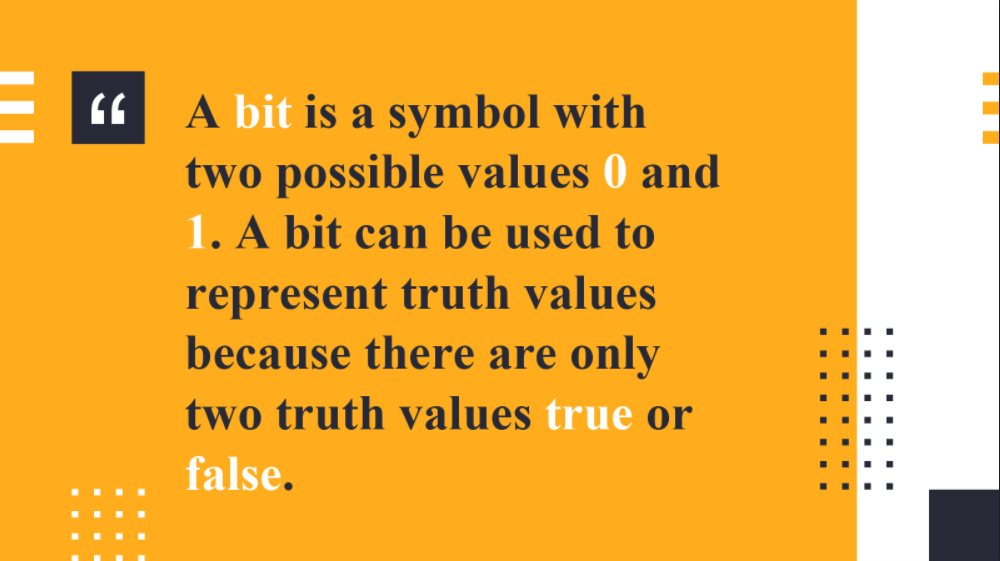 “
A bit is a symbol with
two possible values 0 and
1. A bit can be used to
represent truth values
because there are only
two truth values true or
false.